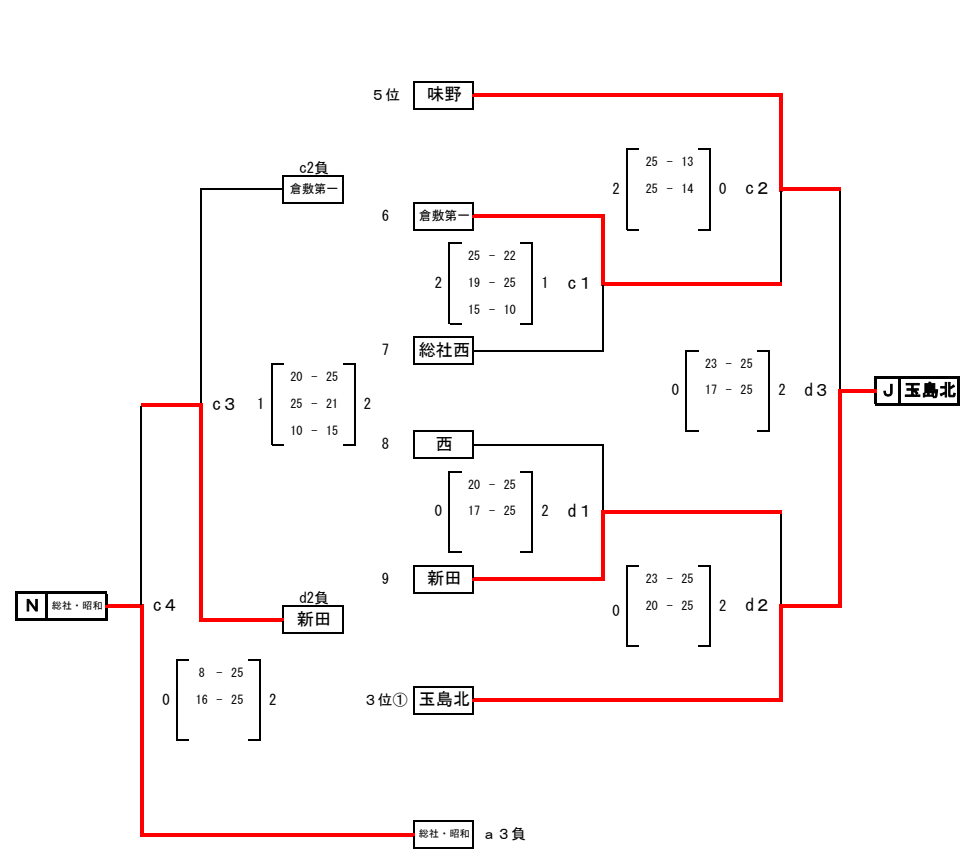 ５位 味野
c2負
倉敷第一
2 25 － 13 0 ｃ２
25 － 14
6 倉敷第一
2 25 － 22 1 ｃ１
19 － 25
15 － 10
7 総社西
ｃ３ 1 20 － 25 2
25 － 21
10 － 15
0 23 － 25 2 ｄ３
17 － 25
Ｊ 玉島北
8 西
0 20 － 25 2 ｄ１
17 － 25
9 新田
0 23 － 25 2 ｄ２
20 － 25
Ｎ 総社・昭和 ｃ４
d2負
新田
0 8 － 25 2
16 － 25
３位① 玉島北
総社・昭和 ａ３負